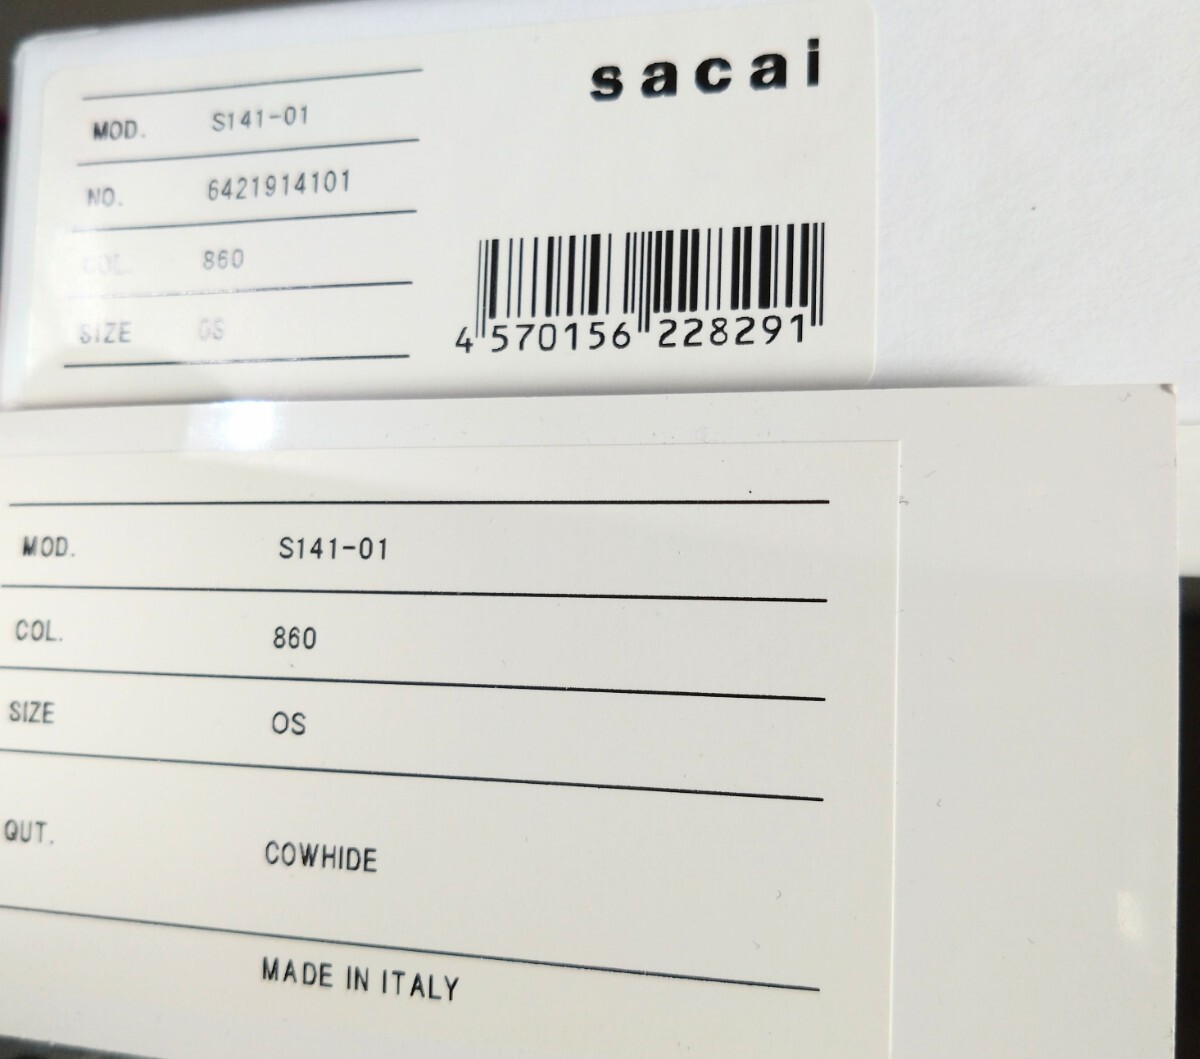 sacai
MOD. S141-01
NO. 6421914101
COL. 860
SIZE OS
4 570156 228291
MOD. S141-01
COL. 860
SIZE OS
QUT. COWHIDE
MADE IN ITALY